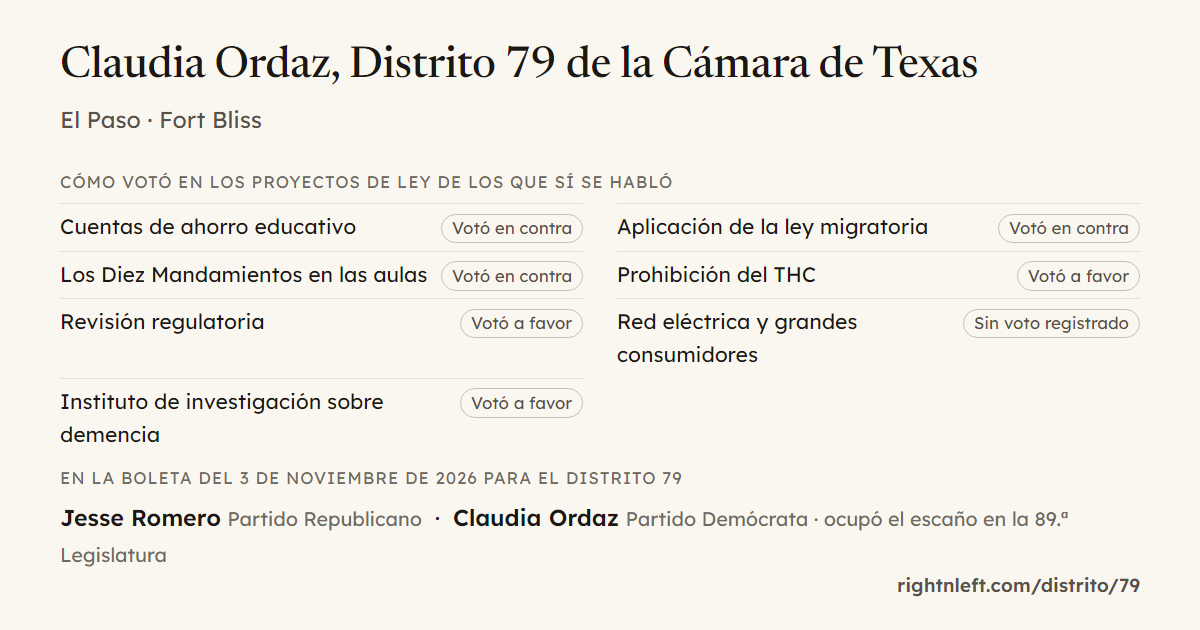 Claudia Ordaz, Distrito 79 de la Cámara de Texas
El Paso · Fort Bliss
CÓMO VOTÓ EN LOS PROYECTOS DE LEY DE LOS QUE SÍ SE HABLÓ
Cuentas de ahorro educativo Votó en contra
Aplicación de la ley migratoria Votó en contra
Los Diez Mandamientos en las aulas Votó en contra
Prohibición del THC Votó a favor
Revisión regulatoria Votó a favor
Red eléctrica y grandes Sin voto registrado
consumidores
Instituto de investigación sobre Votó a favor
demencia
EN LA BOLETA DEL 3 DE NOVIEMBRE DE 2026 PARA EL DISTRITO 79
Jesse Romero Partido Republicano · Claudia Ordaz Partido Demócrata · ocupó el escaño en la 89.ª
Legislatura
rightnleft.com/distrito/79